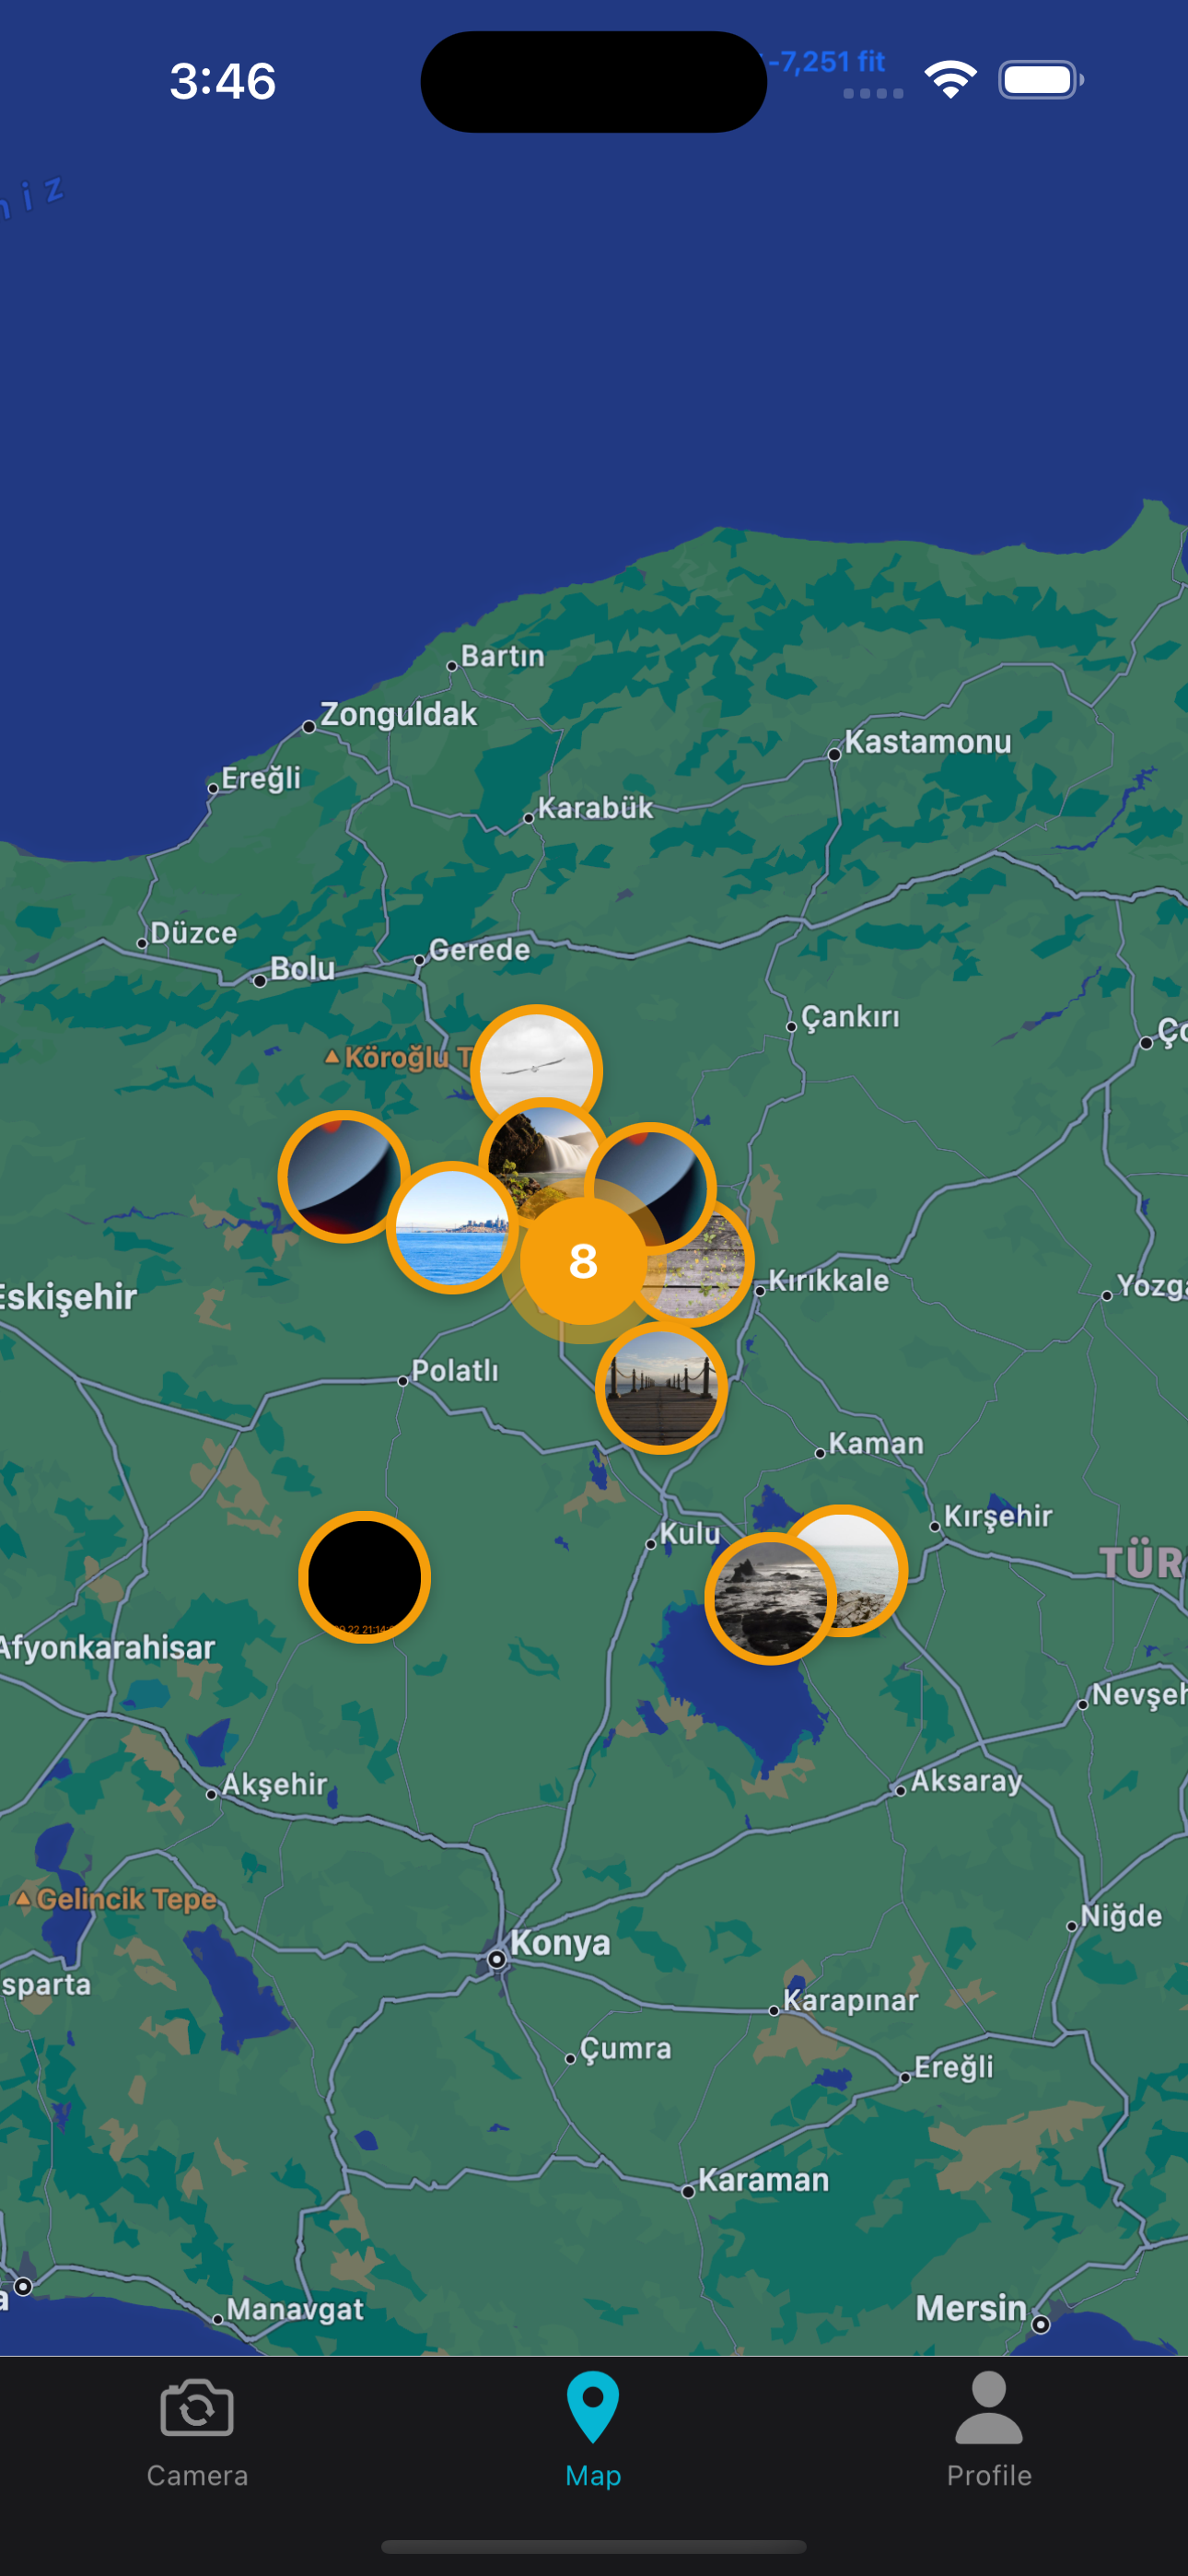 3:46
-7,251 fit
niz
Bartın
Zonguldak
Kastamonu
Ereğli
Karabük
Düzce
Gerede
Bolu
Çankırı
Ço
Köroğlu T
8
Kırıkkale
Yozga
Eskişehir
Polatlı
Kaman
Kırşehir
Kulu
TÜR
Afyonkarahisar
Nevşeh
Akşehir
Aksaray
Gelincik Tepe
Niğde
Konya
sparta
Karapınar
Çumra
Ereğli
Karaman
Manavgat
Mersin
a
Camera
Map
Profile